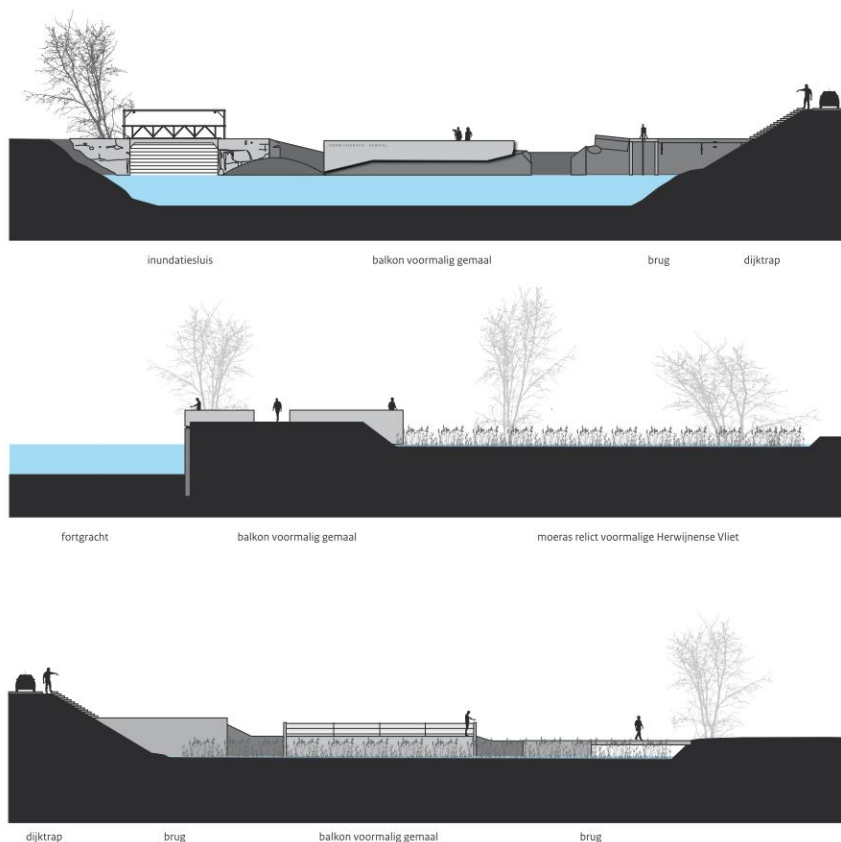 inundatiesluis balkon voormalig gemaal brug dijktrap
fortgracht balkon voormalig gemaal moeras relict voormalige Herwijnense Vliet
dijktrap brug balkon voormalig gemaal brug